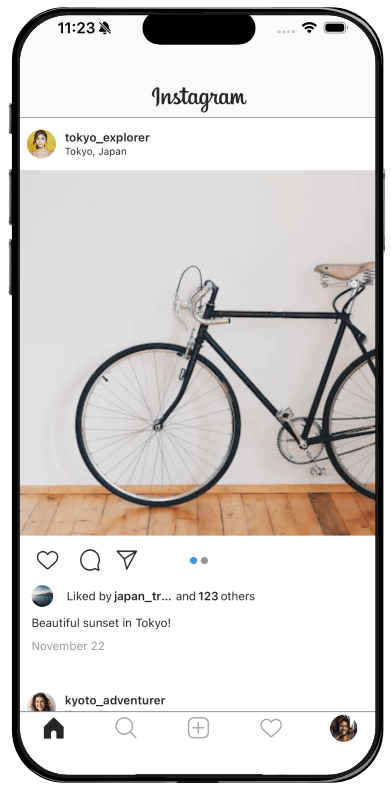 11:23
Instagram
tokyo_explorer
Tokyo, Japan
Liked by japan_tr... and 123 others
Beautiful sunset in Tokyo!
November 22
kyoto_adventurer